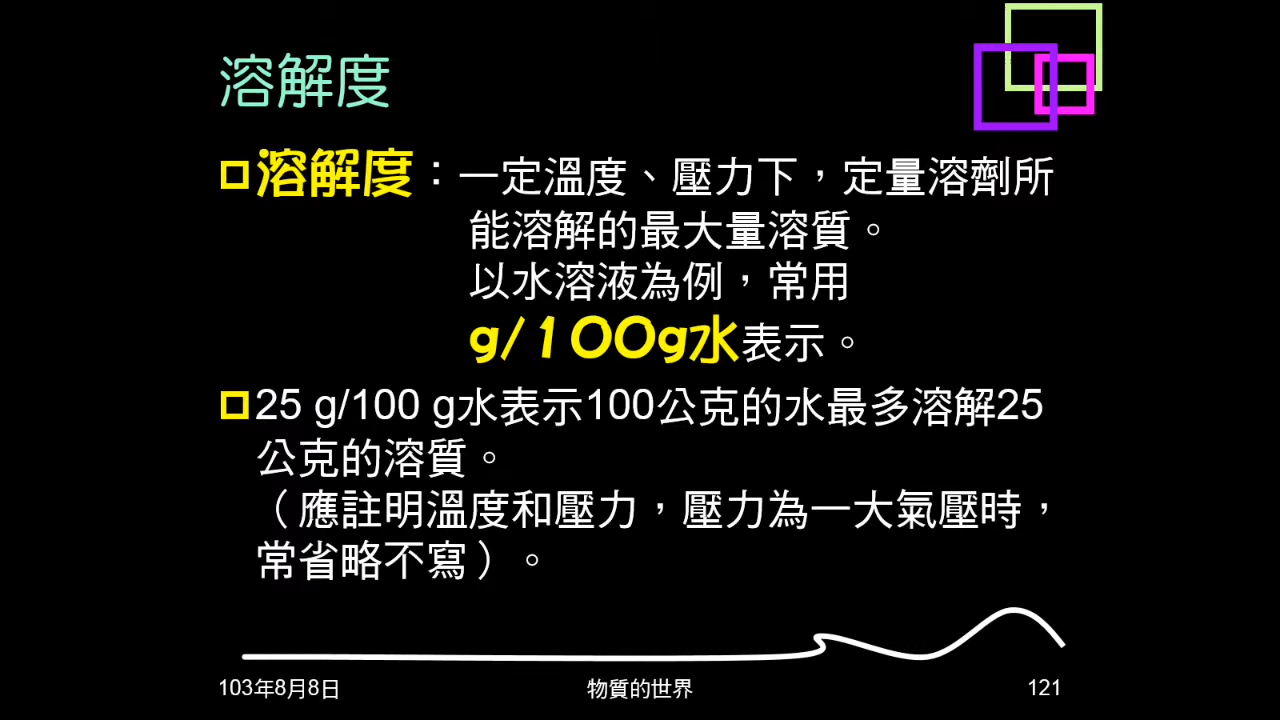 溶解度
溶解度：一定溫度、壓力下，定量溶劑所
能溶解的最大量溶質。
以水溶液為例，常用
g/100g水表示。
25 g/100 g水表示100公克的水最多溶解25
公克的溶質。
（應註明溫度和壓力，壓力為一大氣壓時，
常省略不寫）。
103年8月8日
物質的世界
121